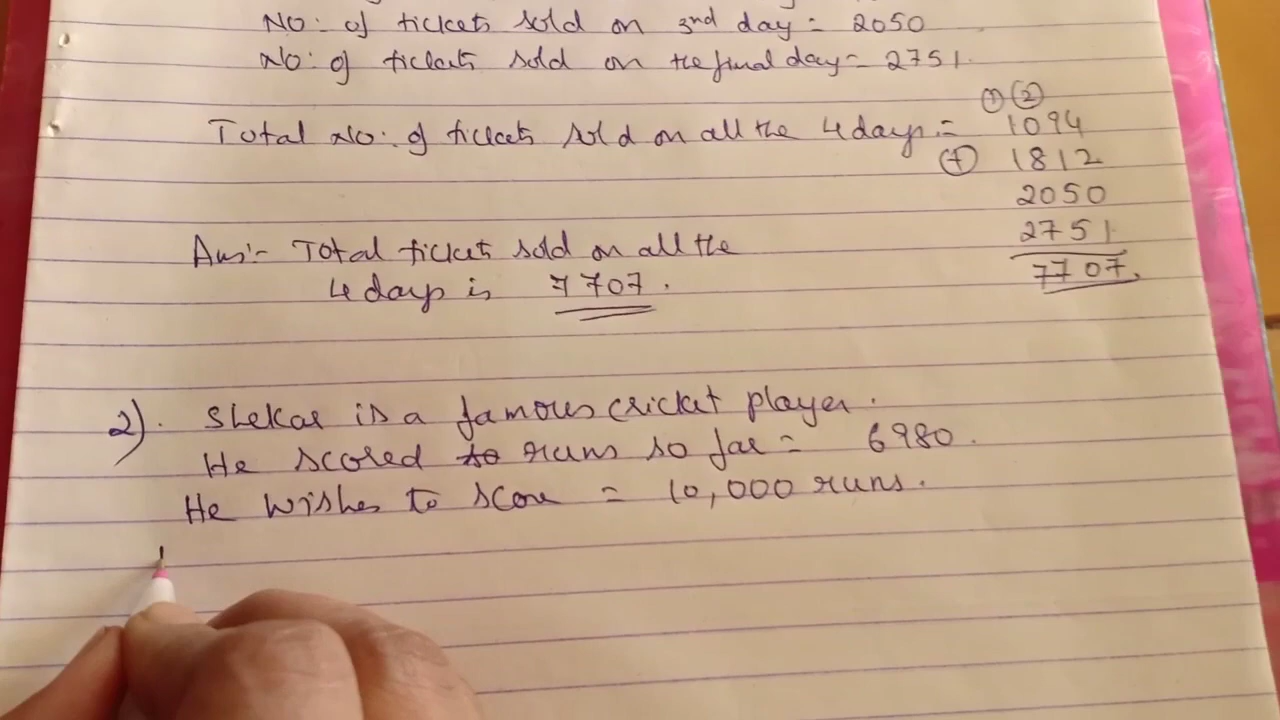 No: of tickets sold on 3rd day = 2050
No: of tickets sold on the final day = 2751.
① ②
Total No: of tickets sold on all the 4 days = 1094
+ 1812
2050
2751
7707.
Ans:- Total tickets sold on all the
4 days is 7707.
2). Shekar is a famous cricket player.
He scored to runs so far = 6980.
He wishes to score = 10,000 runs.